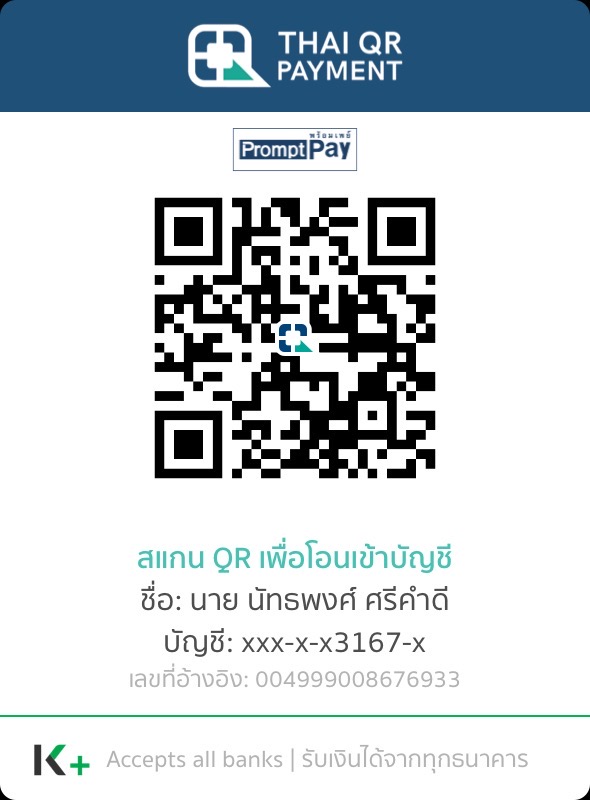 THAI QR
PAYMENT
พร้อมเพย์
PromptPay
สแกน QR เพื่อโอนเข้าบัญชี
ชื่อ: นาย นัทธพงศ์ ศรีคำดี
บัญชี: xxx-x-x3167-x
เลขที่อ้างอิง: 004999008676933
K+ Accepts all banks | รับเงินได้จากทุกธนาคาร